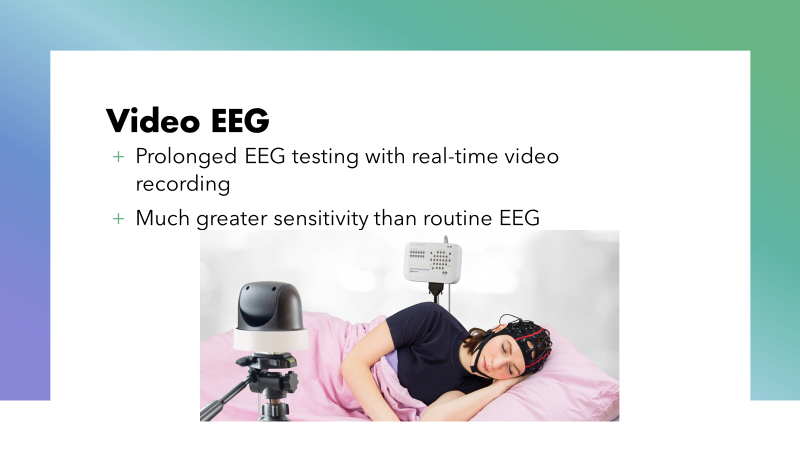 Video EEG
+ Prolonged EEG testing with real-time video
recording
+ Much greater sensitivity than routine EEG